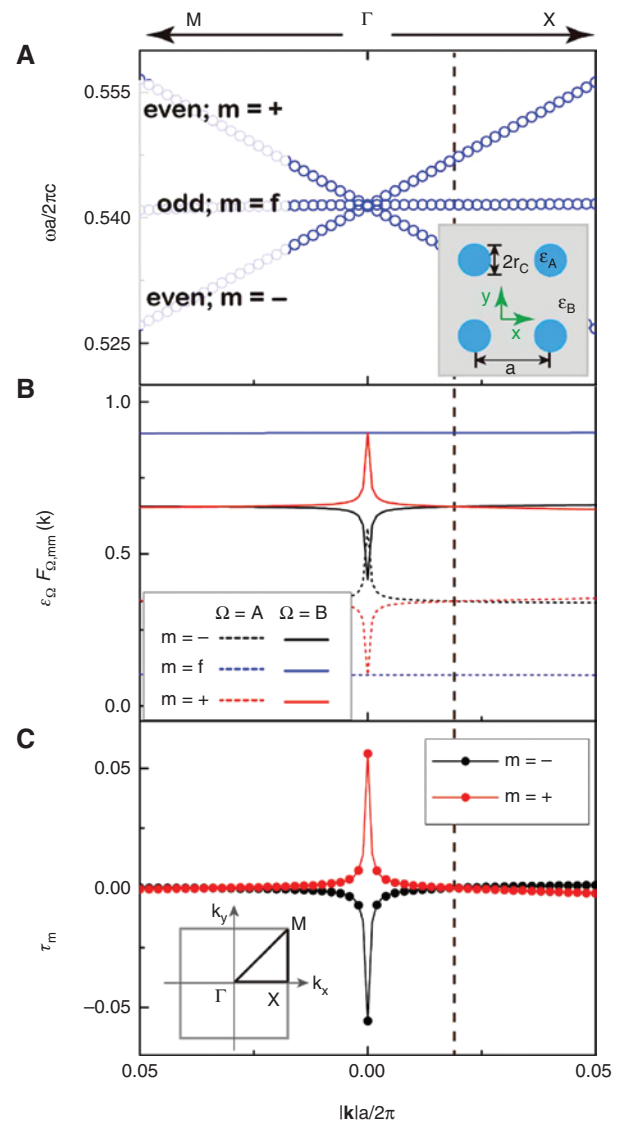 M Γ X
A
0.555
even; m = +
odd; m = f
0.540
even; m = –
0.525
ωa/2πc
2r_C
ε_A
ε_B
y
x
a
B
1.0
0.5
0.0
ε_Ω F_Ω,mm (k)
Ω = A Ω = B
m = –
m = f
m = +
C
0.05
0.00
–0.05
τ_m
m = –
m = +
k_y
M
Γ X k_x
0.05 0.00 0.05
|k|a/2π